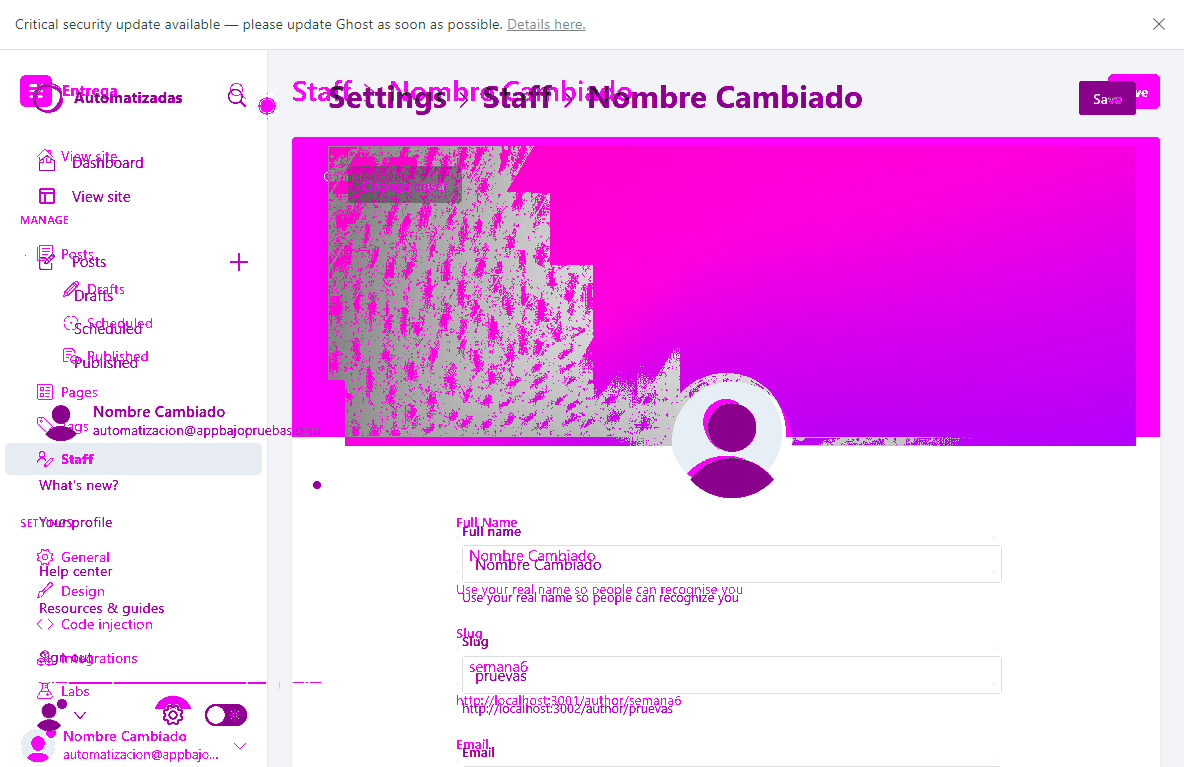 Critical security update available — please update Ghost as soon as possible. Details here.
Entrega
Automatizadas
Staff › Nombre Cambiado
Settings › Staff › Nombre Cambiado
Save
View site
Dashboard
View site
MANAGE
Posts
Posts
Drafts
Drafts
Scheduled
Scheduled
Published
Published
Pages
Nombre Cambiado
Tags
automatizacion@appbajopruebas.com
Staff
What's new?
SETTINGS
Your profile
General
Help center
Design
Resources & guides
Code injection
Sign out
Integrations
Labs
Nombre Cambiado
automatizacion@appbajo...
Change cover
Full Name
Full name
Nombre Cambiado
Nombre Cambiado
Use your real name so people can recognise you
Use your real name so people can recognize you
Slug
Slug
semana6
pruevas
http://localhost:3001/author/semana6
http://localhost:3002/author/pruevas
Email
Email